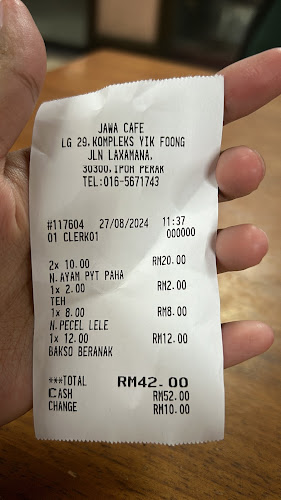 JAWA CAFE
LG 29,KOMPLEKS YIK FOONG
JLN LAXAMANA,
30300,IPOH PERAK
TEL:016-5671743
#117604 27/08/2024 11:37
01 CLERK01 000000
2x 10.00 RM20.00
N.AYAM PYT PAHA
1x 2.00 RM2.00
TEH
1x 8.00 RM8.00
N.PECEL LELE
1x 12.00 RM12.00
BAKSO BERANAK
***TOTAL RM42.00
CASH RM52.00
CHANGE RM10.00